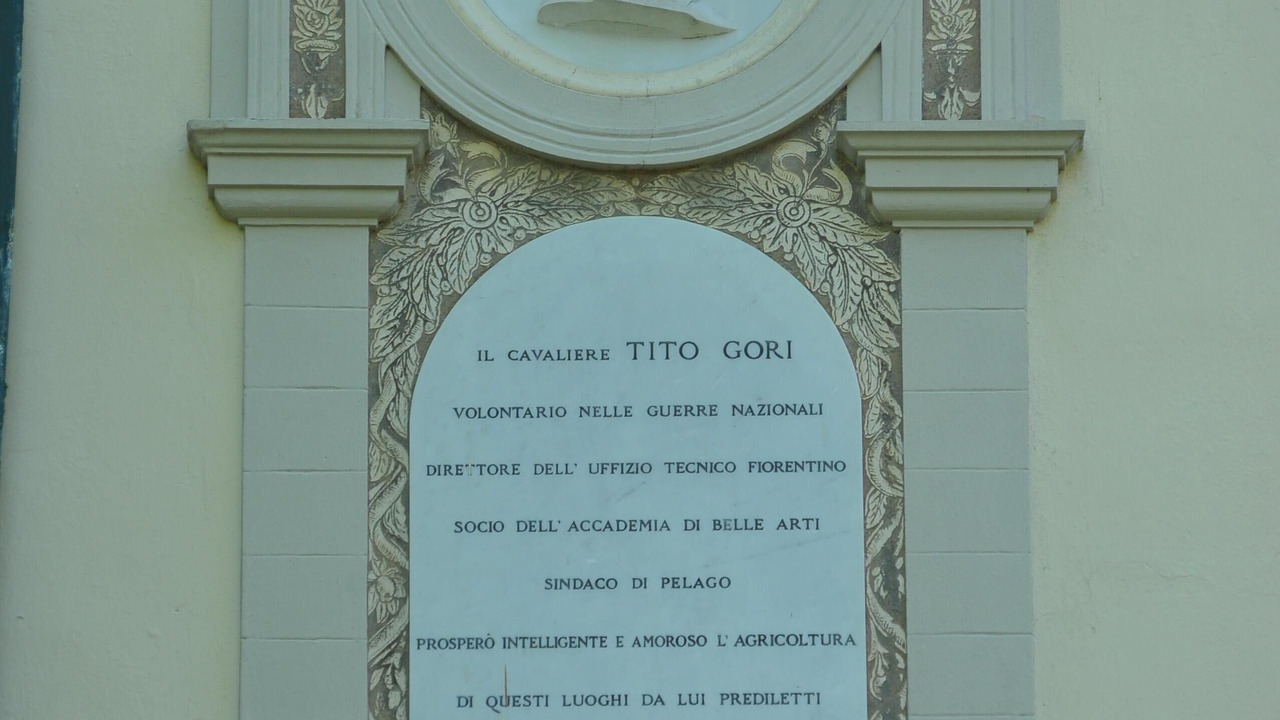 IL CAVALIERE TITO GORI
VOLONTARIO NELLE GUERRE NAZIONALI
DIRETTORE DELL' UFFIZIO TECNICO FIORENTINO
SOCIO DELL' ACCADEMIA DI BELLE ARTI
SINDACO DI PELAGO
PROSPERÒ INTELLIGENTE E AMOROSO L' AGRICOLTURA
DI QUESTI LUOGHI DA LUI PREDILETTI